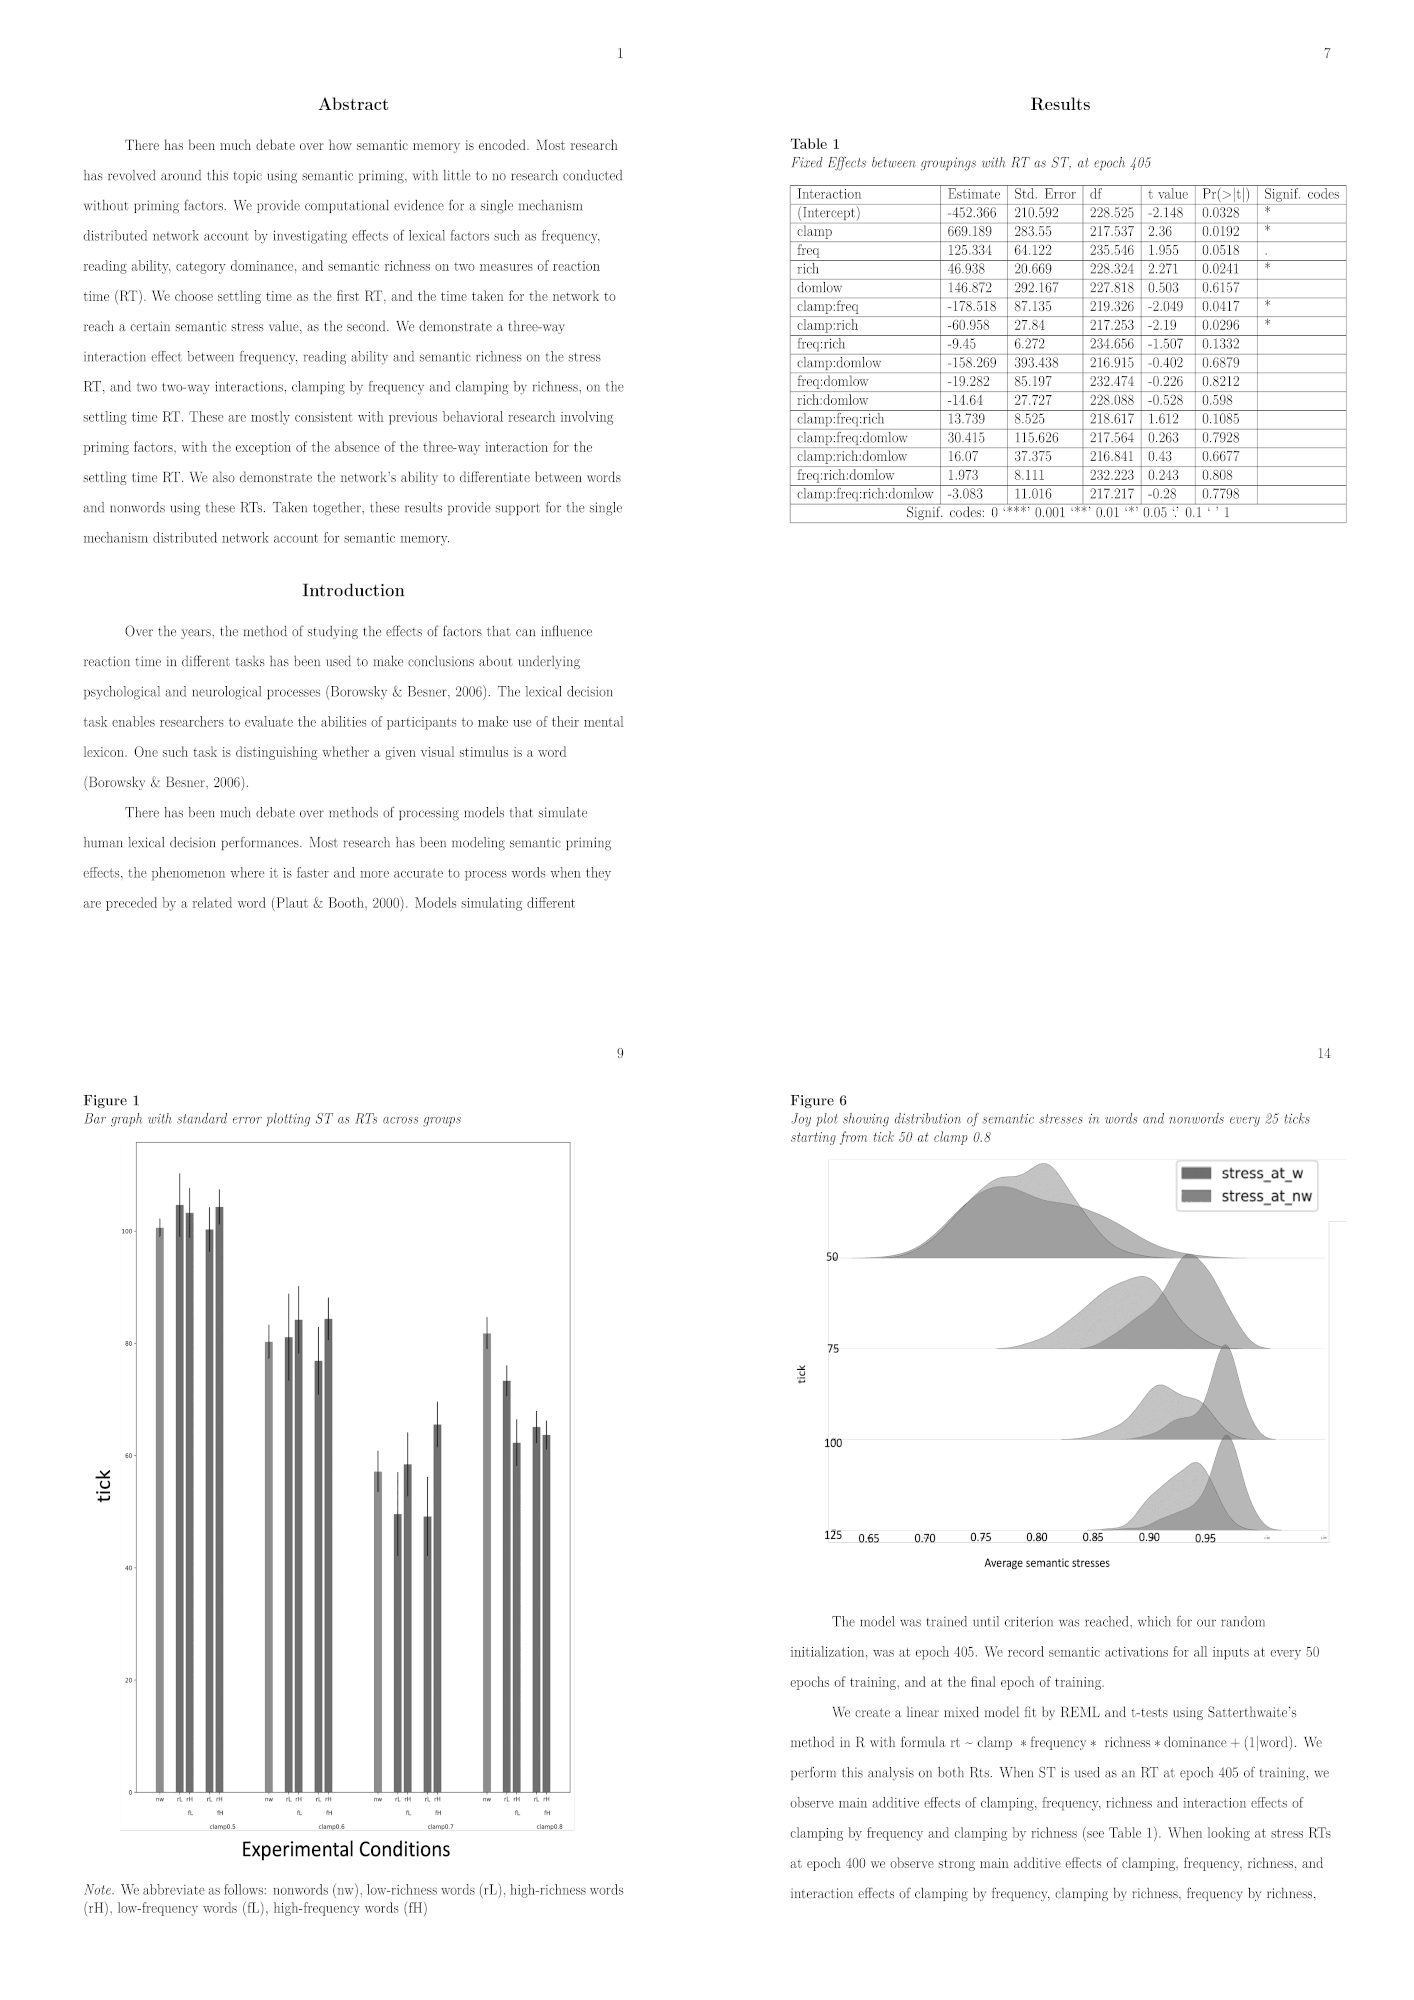 1
Abstract
There has been much debate over how semantic memory is encoded. Most research
has revolved around this topic using semantic priming, with little to no research conducted
without priming factors. We provide computational evidence for a single mechanism
distributed network account by investigating effects of lexical factors such as frequency,
reading ability, category dominance, and semantic richness on two measures of reaction
time (RT). We choose settling time as the first RT, and the time taken for the network to
reach a certain semantic stress value, as the second. We demonstrate a three-way
interaction effect between frequency, reading ability and semantic richness on the stress
RT, and two two-way interactions, clamping by frequency and clamping by richness, on the
settling time RT. These are mostly consistent with previous behavioral research involving
priming factors, with the exception of the absence of the three-way interaction for the
settling time RT. We also demonstrate the network's ability to differentiate between words
and nonwords using these RTs. Taken together, these results provide support for the single
mechanism distributed network account for semantic memory.
Introduction
Over the years, the method of studying the effects of factors that can influence
reaction time in different tasks has been used to make conclusions about underlying
psychological and neurological processes (Borowsky & Besner, 2006). The lexical decision
task enables researchers to evaluate the abilities of participants to make use of their mental
lexicon. One such task is distinguishing whether a given visual stimulus is a word
(Borowsky & Besner, 2006).
There has been much debate over methods of processing models that simulate
human lexical decision performances. Most research has been modeling semantic priming
effects, the phenomenon where it is faster and more accurate to process words when they
are preceded by a related word (Plaut & Booth, 2000). Models simulating different
7
Results
Table 1
Fixed Effects between groupings with RT as ST, at epoch 405
Interaction Estimate Std. Error df t value Pr(>|t|) Signif. codes
(Intercept) -452.366 210.592 228.525 -2.148 0.0328 *
clamp 669.189 283.55 217.537 2.36 0.0192 *
freq 125.334 64.122 235.546 1.955 0.0518 .
rich 46.938 20.669 228.324 2.271 0.0241 *
domlow 146.872 292.167 227.818 0.503 0.6157
clamp:freq -178.518 87.135 219.326 -2.049 0.0417 *
clamp:rich -60.958 27.84 217.253 -2.19 0.0296 *
freq:rich -9.45 6.272 234.656 -1.507 0.1332
clamp:domlow -158.269 393.438 216.915 -0.402 0.6879
freq:domlow -19.282 85.197 232.474 -0.226 0.8212
rich:domlow -14.64 27.727 228.088 -0.528 0.598
clamp:freq:rich 13.739 8.525 218.617 1.612 0.1085
clamp:freq:domlow 30.415 115.626 217.564 0.263 0.7928
clamp:rich:domlow 16.07 37.375 216.841 0.43 0.6677
freq:rich:domlow 1.973 8.111 232.223 0.243 0.808
clamp:freq:rich:domlow -3.083 11.016 217.217 -0.28 0.7798
Signif. codes: 0 '***' 0.001 '**' 0.01 '*' 0.05 '.' 0.1 ' ' 1
9
Figure 1
Bar graph with standard error plotting ST as RTs across groups
100
80
60
40
20
0
tick
nw rL rH rL rH nw rL rH rL rH nw rL rH rL rH nw rL rH rL rH
fL fH fL fH fL fH fL fH
clamp0.5 clamp0.6 clamp0.7 clamp0.8
Experimental Conditions
Note. We abbreviate as follows: nonwords (nw), low-richness words (rL), high-richness words
(rH), low-frequency words (fL), high-frequency words (fH)
14
Figure 6
Joy plot showing distribution of semantic stresses in words and nonwords every 25 ticks
starting from tick 50 at clamp 0.8
stress_at_w
stress_at_nw
50
75
tick
100
125 0.65 0.70 0.75 0.80 0.85 0.90 0.95
Average semantic stresses
The model was trained until criterion was reached, which for our random
initialization, was at epoch 405. We record semantic activations for all inputs at every 50
epochs of training, and at the final epoch of training.
We create a linear mixed model fit by REML and t-tests using Satterthwaite's
method in R with formula rt ~ clamp * frequency * richness * dominance + (1|word). We
perform this analysis on both Rts. When ST is used as an RT at epoch 405 of training, we
observe main additive effects of clamping, frequency, richness and interaction effects of
clamping by frequency and clamping by richness (see Table 1). When looking at stress RTs
at epoch 400 we observe strong main additive effects of clamping, frequency, richness, and
interaction effects of clamping by frequency, clamping by richness, frequency by richness,